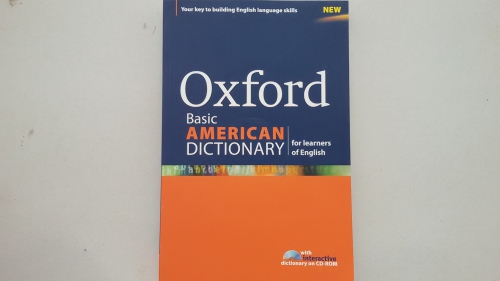 Your key to building English language skills
NEW
Oxford
Basic
AMERICAN
DICTIONARY
for learners
of English
with
interactive
dictionary on CD-ROM